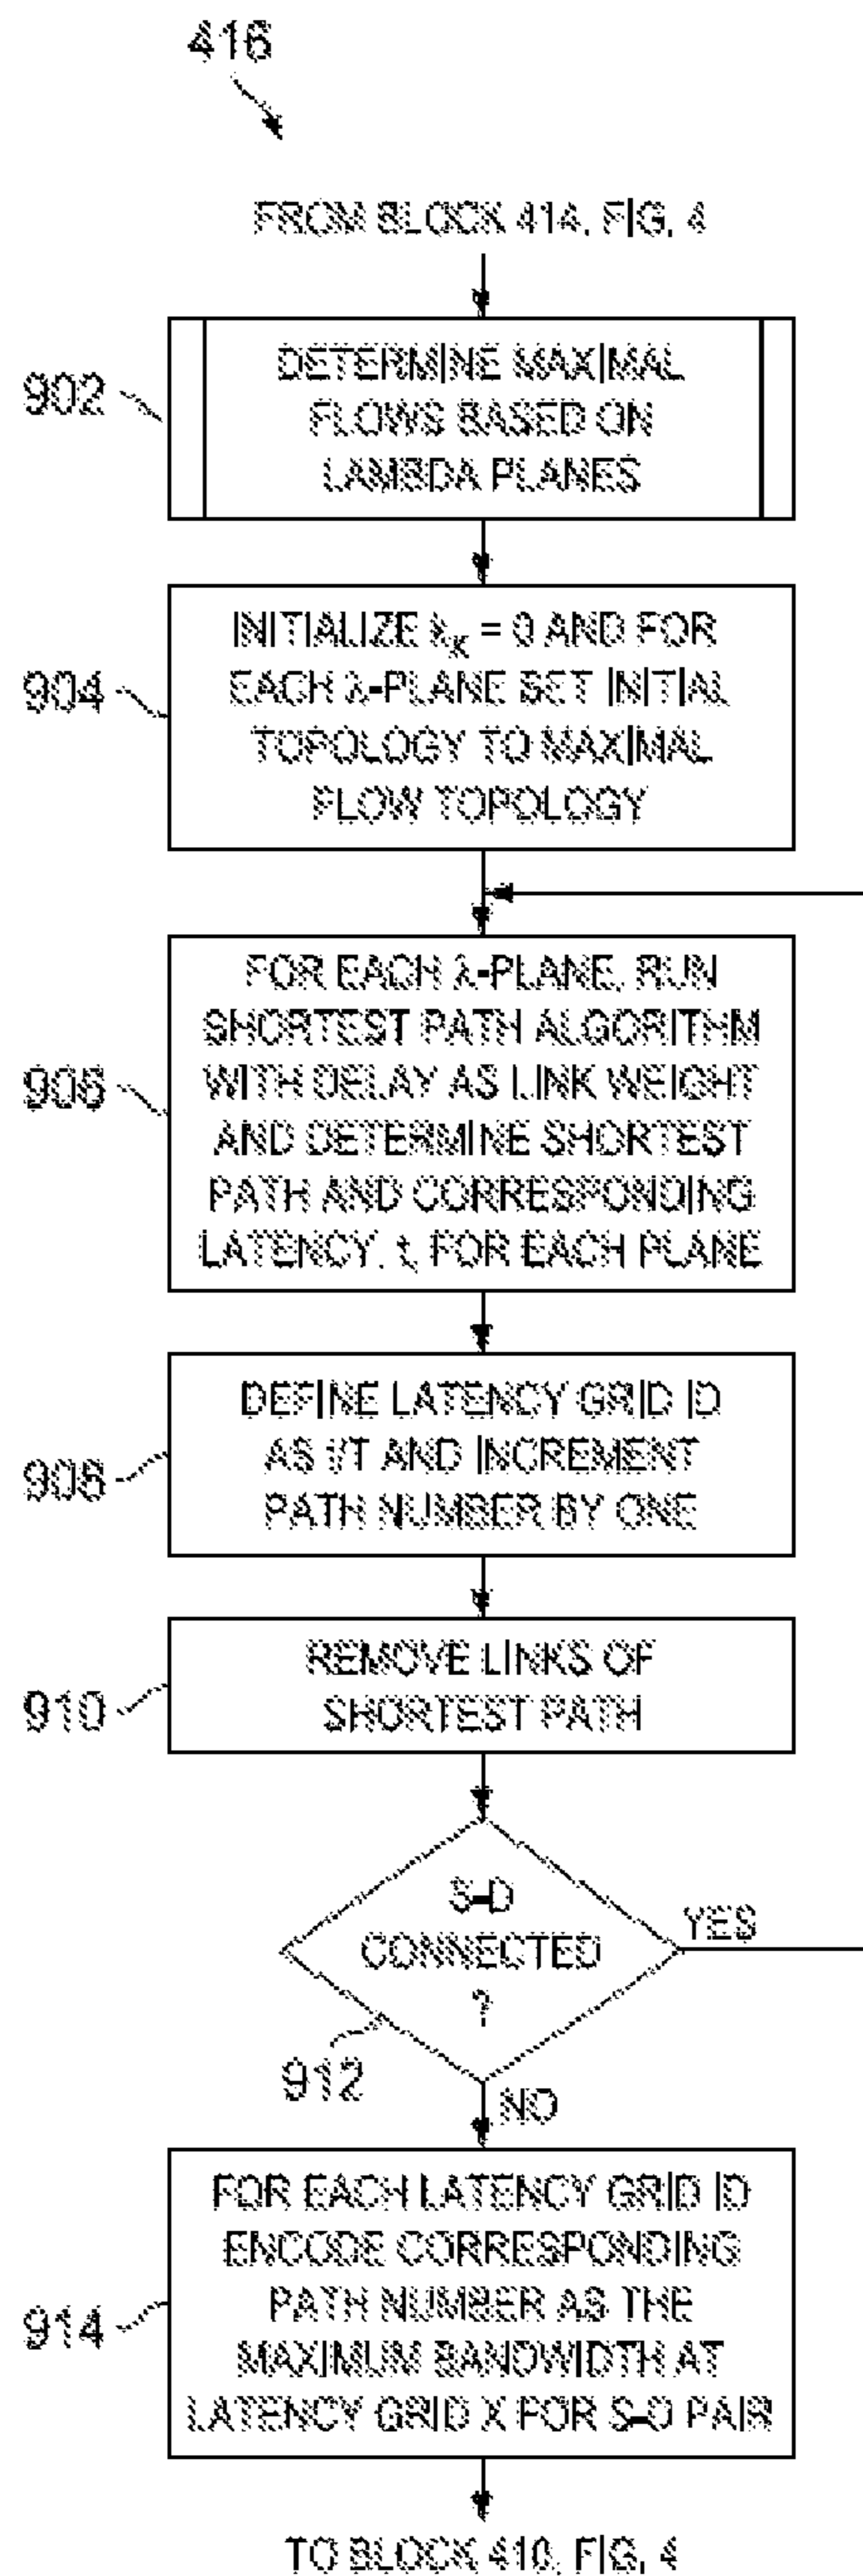 416
FROM BLOCK 414, FIG. 4
902
DETERMINE MAXIMAL
FLOWS BASED ON
LAMBDA PLANES
904
INITIALIZE λK = 0 AND FOR
EACH λ-PLANE SET INITIAL
TOPOLOGY TO MAXIMAL
FLOW TOPOLOGY
906
FOR EACH λ-PLANE, RUN
SHORTEST PATH ALGORITHM
WITH DELAY AS LINK WEIGHT
AND DETERMINE SHORTEST
PATH AND CORRESPONDING
LATENCY, t, FOR EACH PLANE
908
DEFINE LATENCY GRID ID
AS t/T AND INCREMENT
PATH NUMBER BY ONE
910
REMOVE LINKS OF
SHORTEST PATH
S-D
CONNECTED
?
YES
912
NO
914
FOR EACH LATENCY GRID ID
ENCODE CORRESPONDING
PATH NUMBER AS THE
MAXIMUM BANDWIDTH AT
LATENCY GRID X FOR S-D PAIR
TO BLOCK 410, FIG. 4